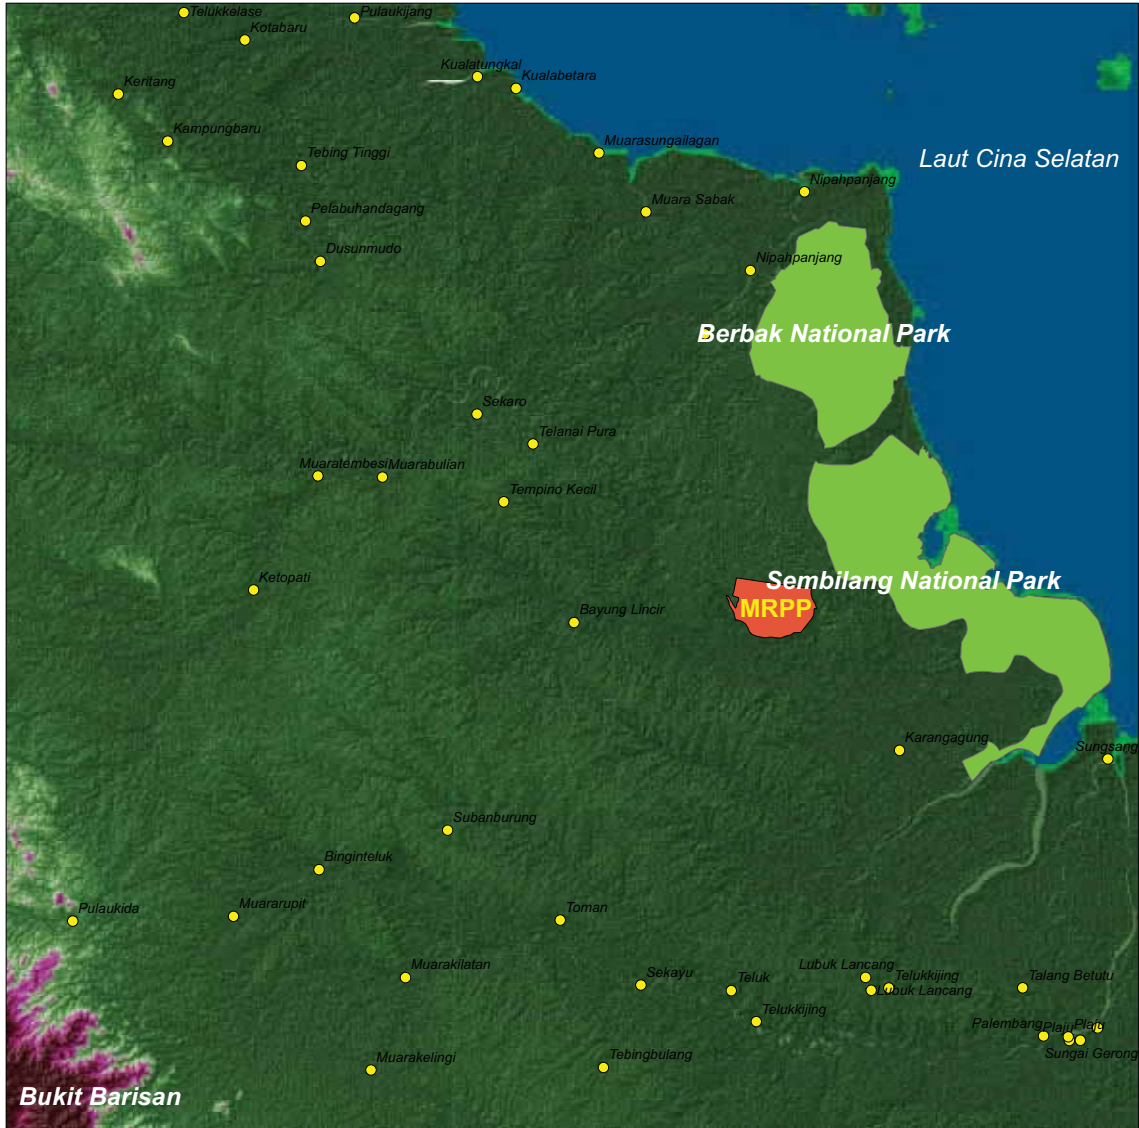 Telukkelase
Pulaukijang
Kotabaru
Kualatungkal
Kualabetara
Keritang
Kampungbaru
Muarasungailagan
Tebing Tinggi
Laut Cina Selatan
Nipahpanjang
Muara Sabak
Pelabuhandagang
Dusunmudo
Nipahpanjang
Berbak National Park
Sekaro
Telanai Pura
Muaratembesi
Muarabulian
Tempino Kecil
Ketopati
Sembilang National Park
MRPP
Bayung Lincir
Karangagung
Sungsang
Subanburung
Binginteluk
Muararupit
Pulaukida
Toman
Muarakilatan
Sekayu
Teluk
Lubuk Lancang
Telukkijing
Lubuk Lancang
Talang Betutu
Telukkijing
Palembang
Plaju
Plaju
Sungai Gerong
Muarakelingi
Tebingbulang
Bukit Barisan